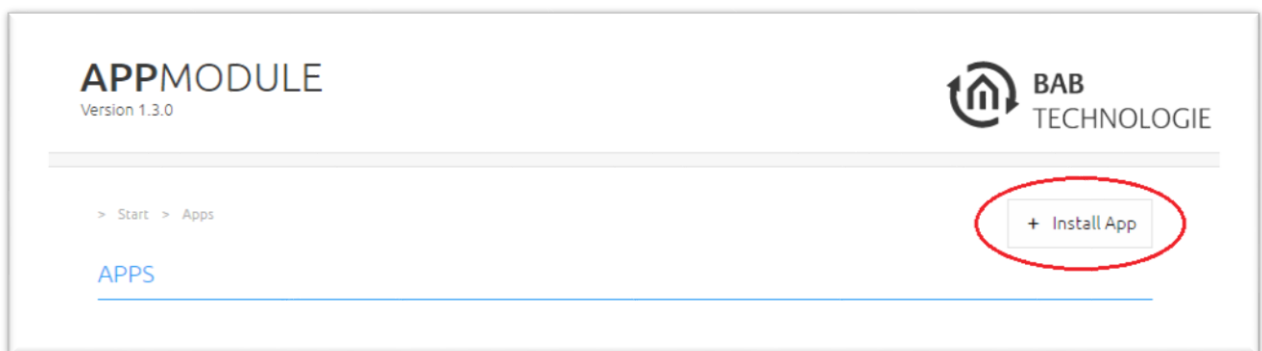 APPMODULE
Version 1.3.0
BAB
TECHNOLOGIE
> Start > Apps
+ Install App
APPS